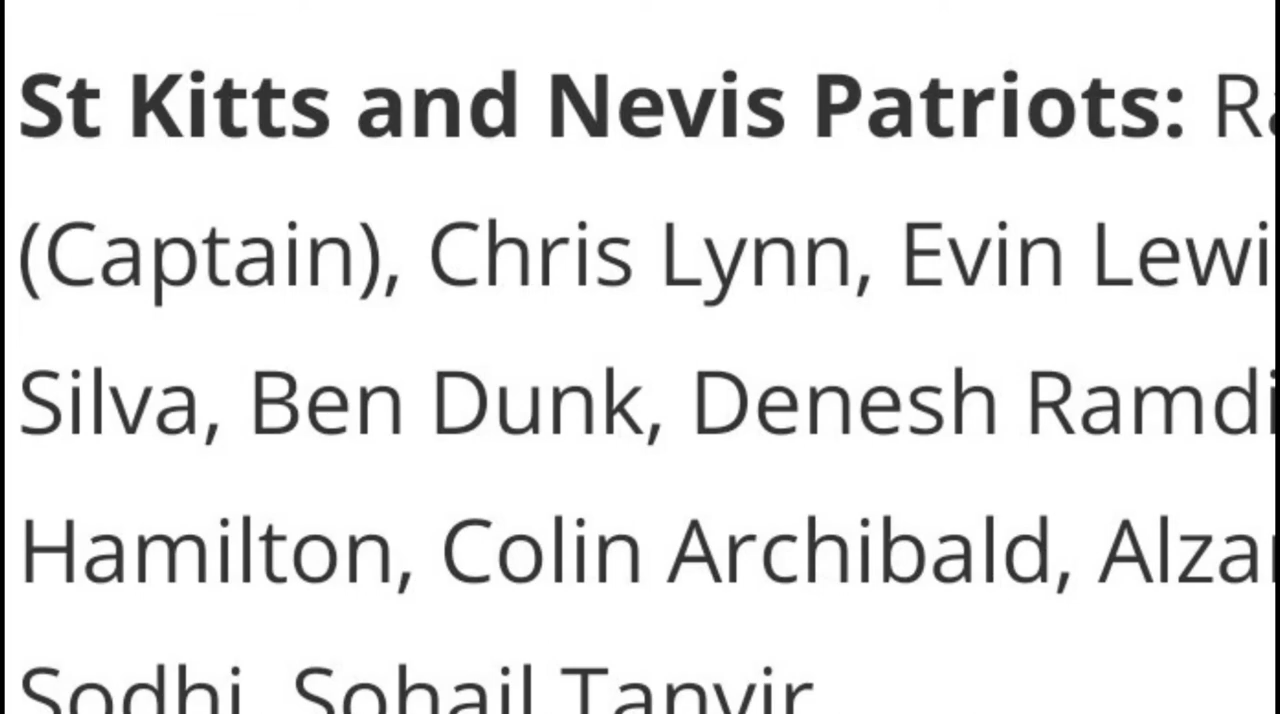 St Kitts and Nevis Patriots:
(Captain), Chris Lynn, Evin
Silva, Ben Dunk, Denesh
Hamilton, Colin Archibald,
Sodhi, Sohail Tanvir